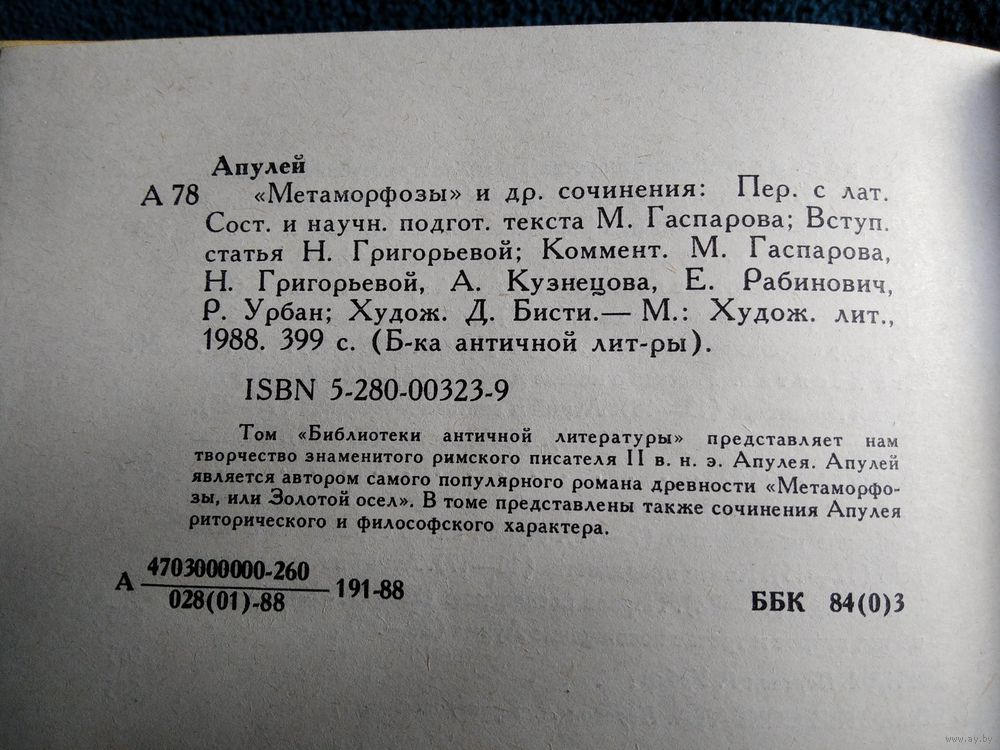 Апулей
А 78 «Метаморфозы» и др. сочинения: Пер. с лат.
Сост. и научн. подгот. текста М. Гаспарова; Вступ.
статья Н. Григорьевой; Коммент. М. Гаспарова,
Н. Григорьевой, А. Кузнецова, Е. Рабинович,
Р. Урбан; Худож. Д. Бисти.— М.: Худож. лит.,
1988. 399 с. (Б-ка античной лит-ры).
ISBN 5-280-00323-9
Том «Библиотеки античной литературы» представляет нам
творчество знаменитого римского писателя II в. н. э. Апулея. Апулей
является автором самого популярного романа древности «Метаморфо-
зы, или Золотой осел». В томе представлены также сочинения Апулея
риторического и философского характера.
А 4703000000-260
028(01)-88 191-88
ББК 84(0)3
www.ay.by